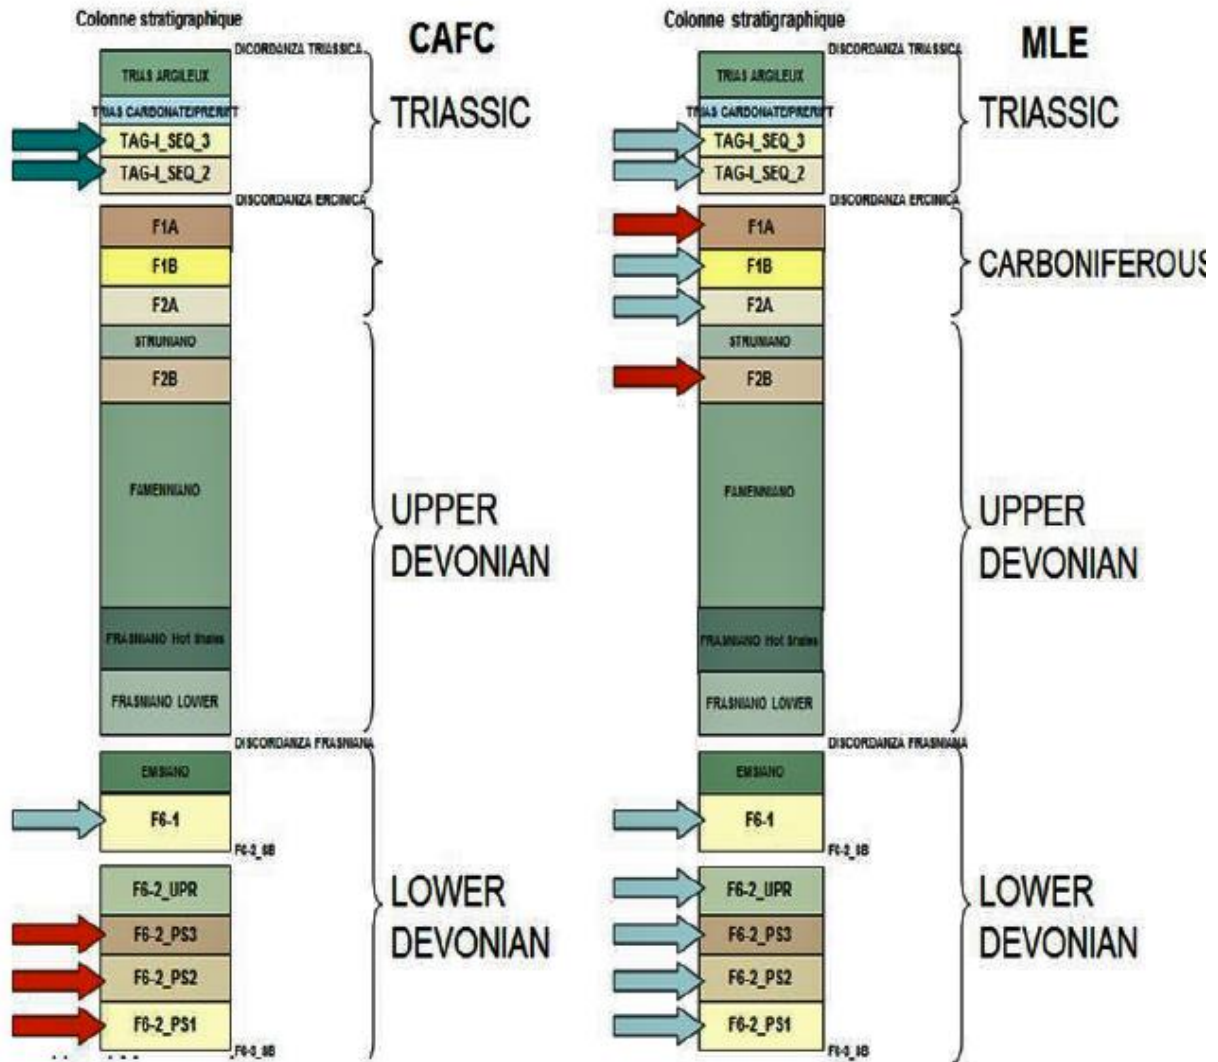 Colonne stratigraphique
CAFC
DICORDANZA TRIASSICA
TRIAS ARGILEUX
TRIAS CARBONATE/PRERIFT
TRIASSIC
TAG-I_SEQ_3
TAG-I_SEQ_2
DISCORDANZA ERCINICA
F1A
F1B
F2A
STRUNIANO
F2B
FAMENNIANO
UPPER
DEVONIAN
FRASNIANO Hot Shales
FRASNIANO LOWER
DISCORDANZA FRASNIANA
EMSIANO
F6-1
F6-2_SB
F6-2_UPR
LOWER
DEVONIAN
F6-2_PS3
F6-2_PS2
F6-2_PS1
F6-3_SB
Colonne stratigraphique
MLE
DISCORDANZA TRIASSICA
TRIAS ARGILEUX
TRIAS CARBONATE/PRERIFT
TRIASSIC
TAG-I_SEQ_3
TAG-I_SEQ_2
DISCORDANZA ERCINICA
F1A
F1B
CARBONIFEROUS
F2A
STRUNIANO
F2B
FAMENNIANO
UPPER
DEVONIAN
FRASNIANO Hot Shales
FRASNIANO LOWER
DISCORDANZA FRASNIANA
EMSIANO
F6-1
F6-2_SB
F6-2_UPR
LOWER
DEVONIAN
F6-2_PS3
F6-2_PS2
F6-2_PS1
F6-3_SB